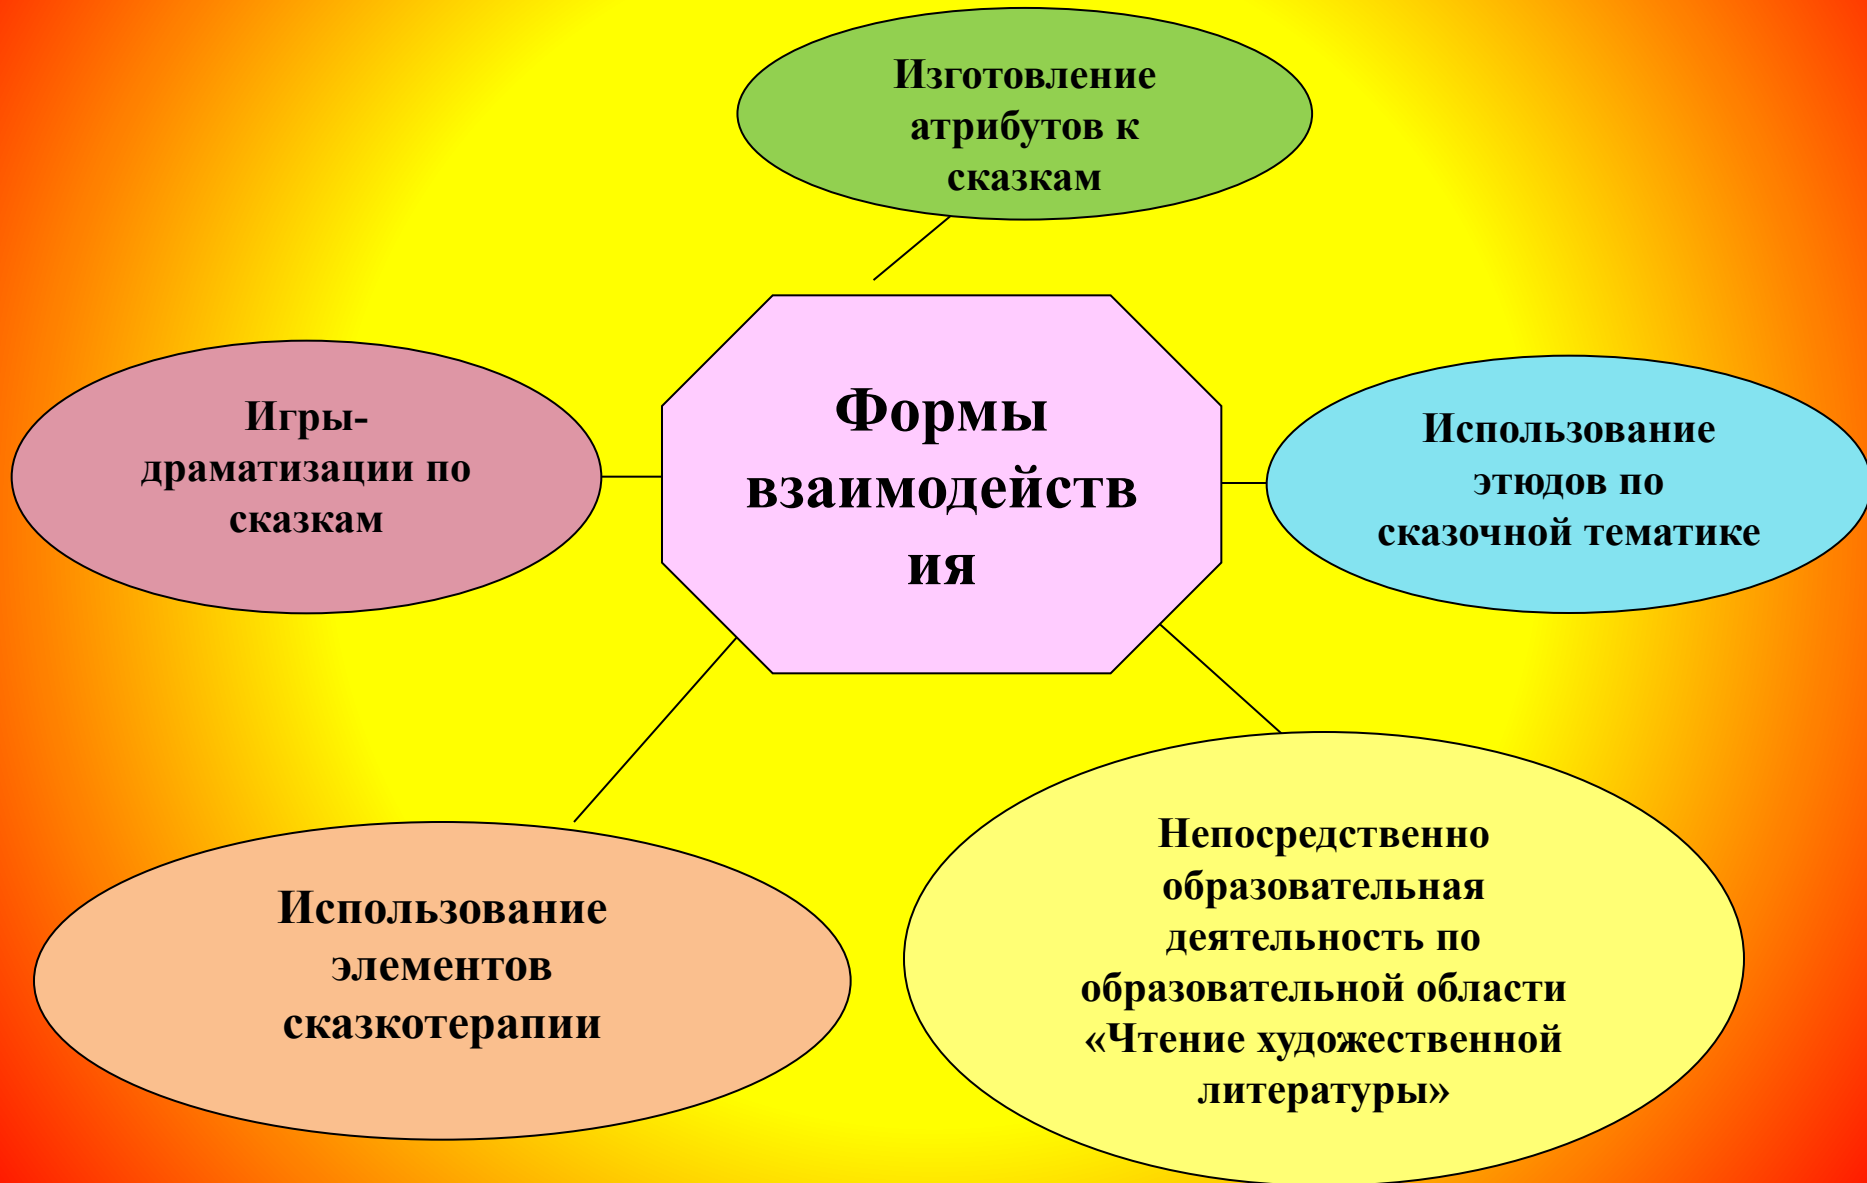 Изготовление
атрибутов к
сказкам
Игры-
драматизации по
сказкам
Формы
взаимодейств
ия
Использование
этюдов по
сказочной тематике
Использование
элементов
сказкотерапии
Непосредственно
образовательная
деятельность по
образовательной области
«Чтение художественной
литературы»